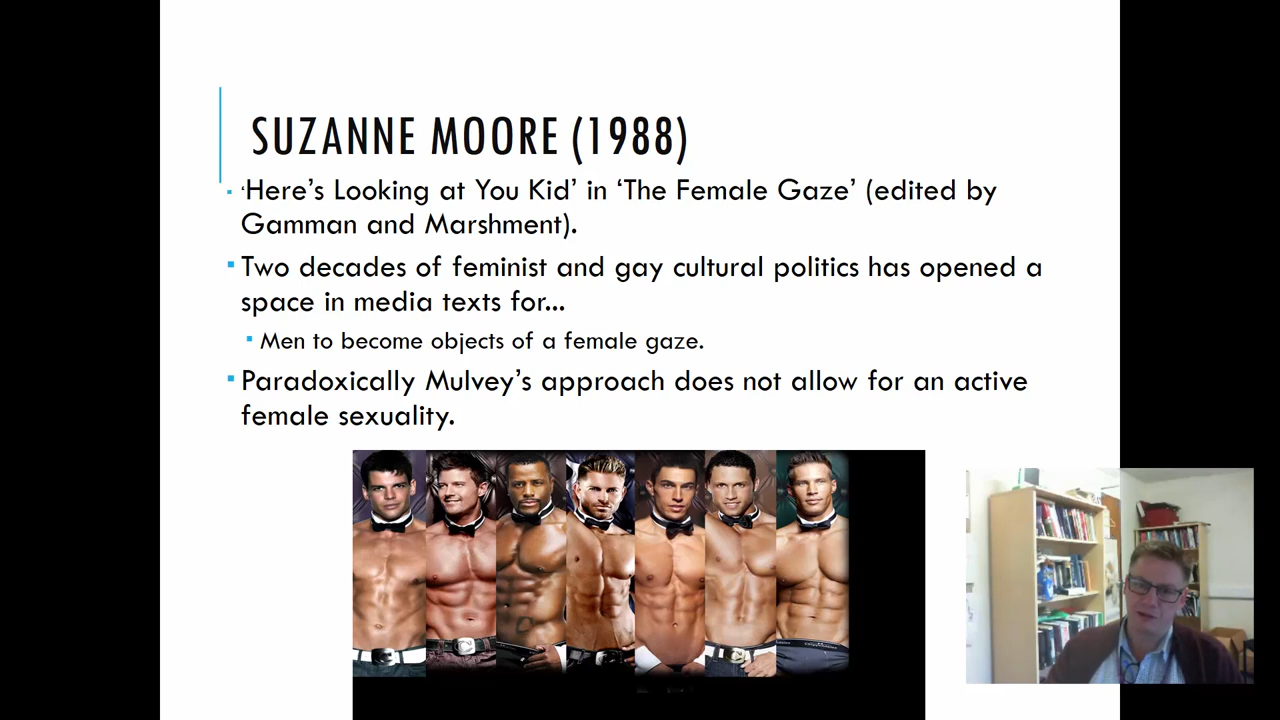 SUZANNE MOORE (1988)
‘Here’s Looking at You Kid’ in ‘The Female Gaze’ (edited by
Gamman and Marshment).
Two decades of feminist and gay cultural politics has opened a
space in media texts for...
Men to become objects of a female gaze.
Paradoxically Mulvey’s approach does not allow for an active
female sexuality.